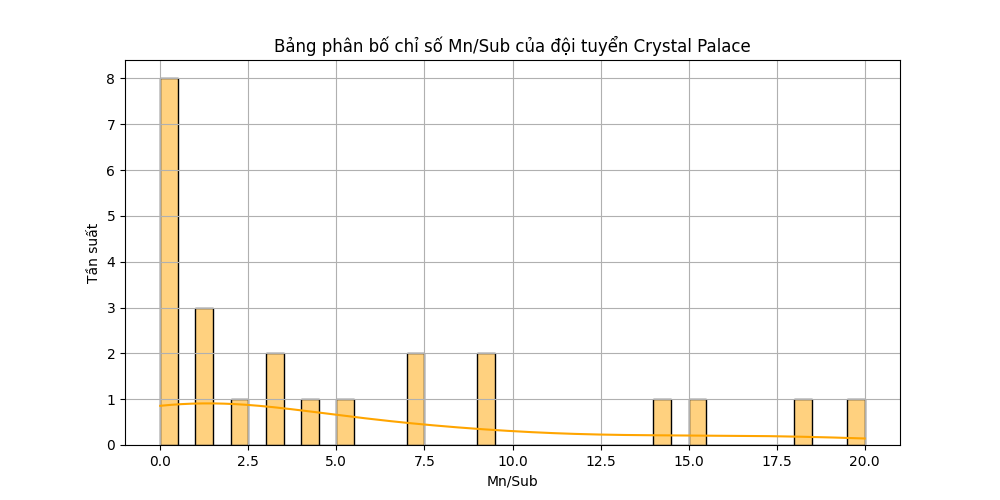 Bảng phân bố chỉ số Mn/Sub của đội tuyển Crystal Palace
8
7
6
5
4
3
2
1
0
Tần suất
0.0 2.5 5.0 7.5 10.0 12.5 15.0 17.5 20.0
Mn/Sub